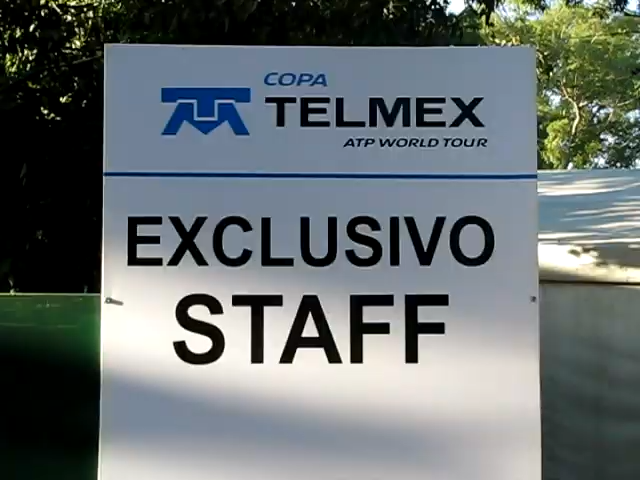 COPA
TELMEX
ATP WORLD TOUR
EXCLUSIVO
STAFF